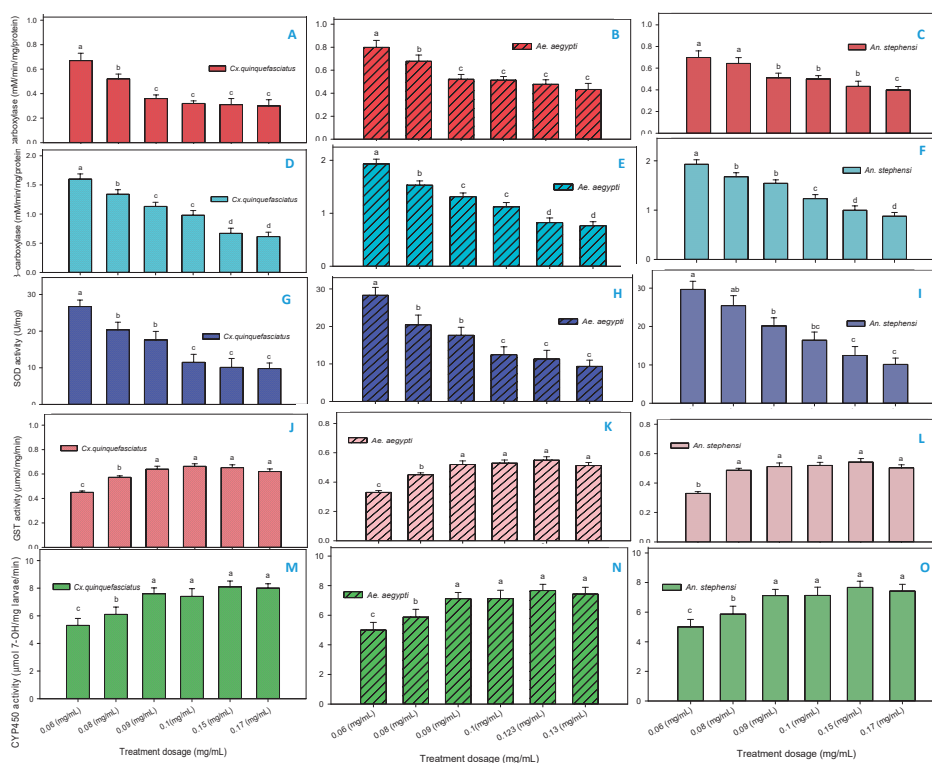 carboxylase (mM/min/mg/protein)
1.0
0.8
0.6
0.4
0.2
0.0
a
b
c
c
c
c
A
Cx.quinquefasciatus
1.0
0.8
0.6
0.4
0.2
0.0
a
b
c
c
c
c
B
Ae. aegypti
1.0
0.8
0.6
0.4
0.2
0.0
a
a
b
b
b
c
C
An. stephensi
-carboxylase (mM/min/mg/protein)
2.0
1.5
1.0
0.5
0.0
a
b
c
c
d
d
D
Cx.quinquefasciatus
2
1
0
a
b
c
c
d
d
E
Ae. aegypti
2
1
0
a
b
b
c
d
d
F
An. stephensi
SOD activity (U/mg)
30
20
10
0
a
b
b
c
c
c
G
Cx.quinquefasciatus
30
20
10
0
a
b
b
c
c
c
H
Ae. aegypti
30
20
10
0
a
ab
b
bc
c
c
I
An. stephensi
GST activity (µmol/mg/min)
1.0
0.8
0.6
0.4
0.2
0.0
c
b
a
a
a
a
J
Cx.quinquefasciatus
0.8
0.6
0.4
0.2
0.0
c
b
a
a
a
a
K
Ae. aegypti
0.6
0.4
0.2
0.0
b
a
a
a
a
a
L
An. stephensi
CYP450 activity (µmol 7-OH/mg larvae/min)
8
6
4
2
0
c
b
a
a
a
a
M
Cx.quinquefasciatus
0.06 (mg/mL)
0.08 (mg/mL)
0.09 (mg/mL)
0.1(mg/mL)
0.15 (mg/mL)
0.17 (mg/mL)
Treatment dosage (mg/mL)
8
6
4
2
0
c
b
a
a
a
a
N
Ae. aegypti
0.06 (mg/mL)
0.08 (mg/mL)
0.09 (mg/mL)
0.1(mg/mL)
0.123 (mg/mL)
0.13 (mg/mL)
Treatment dosage (mg/mL)
8
6
4
2
0
c
b
a
a
a
a
O
An. stephensi
0.06 (mg/mL)
0.08 (mg/mL)
0.09 (mg/mL)
0.1 (mg/mL)
0.15 (mg/mL)
0.17 (mg/mL)
Treatment dosage (mg/mL)